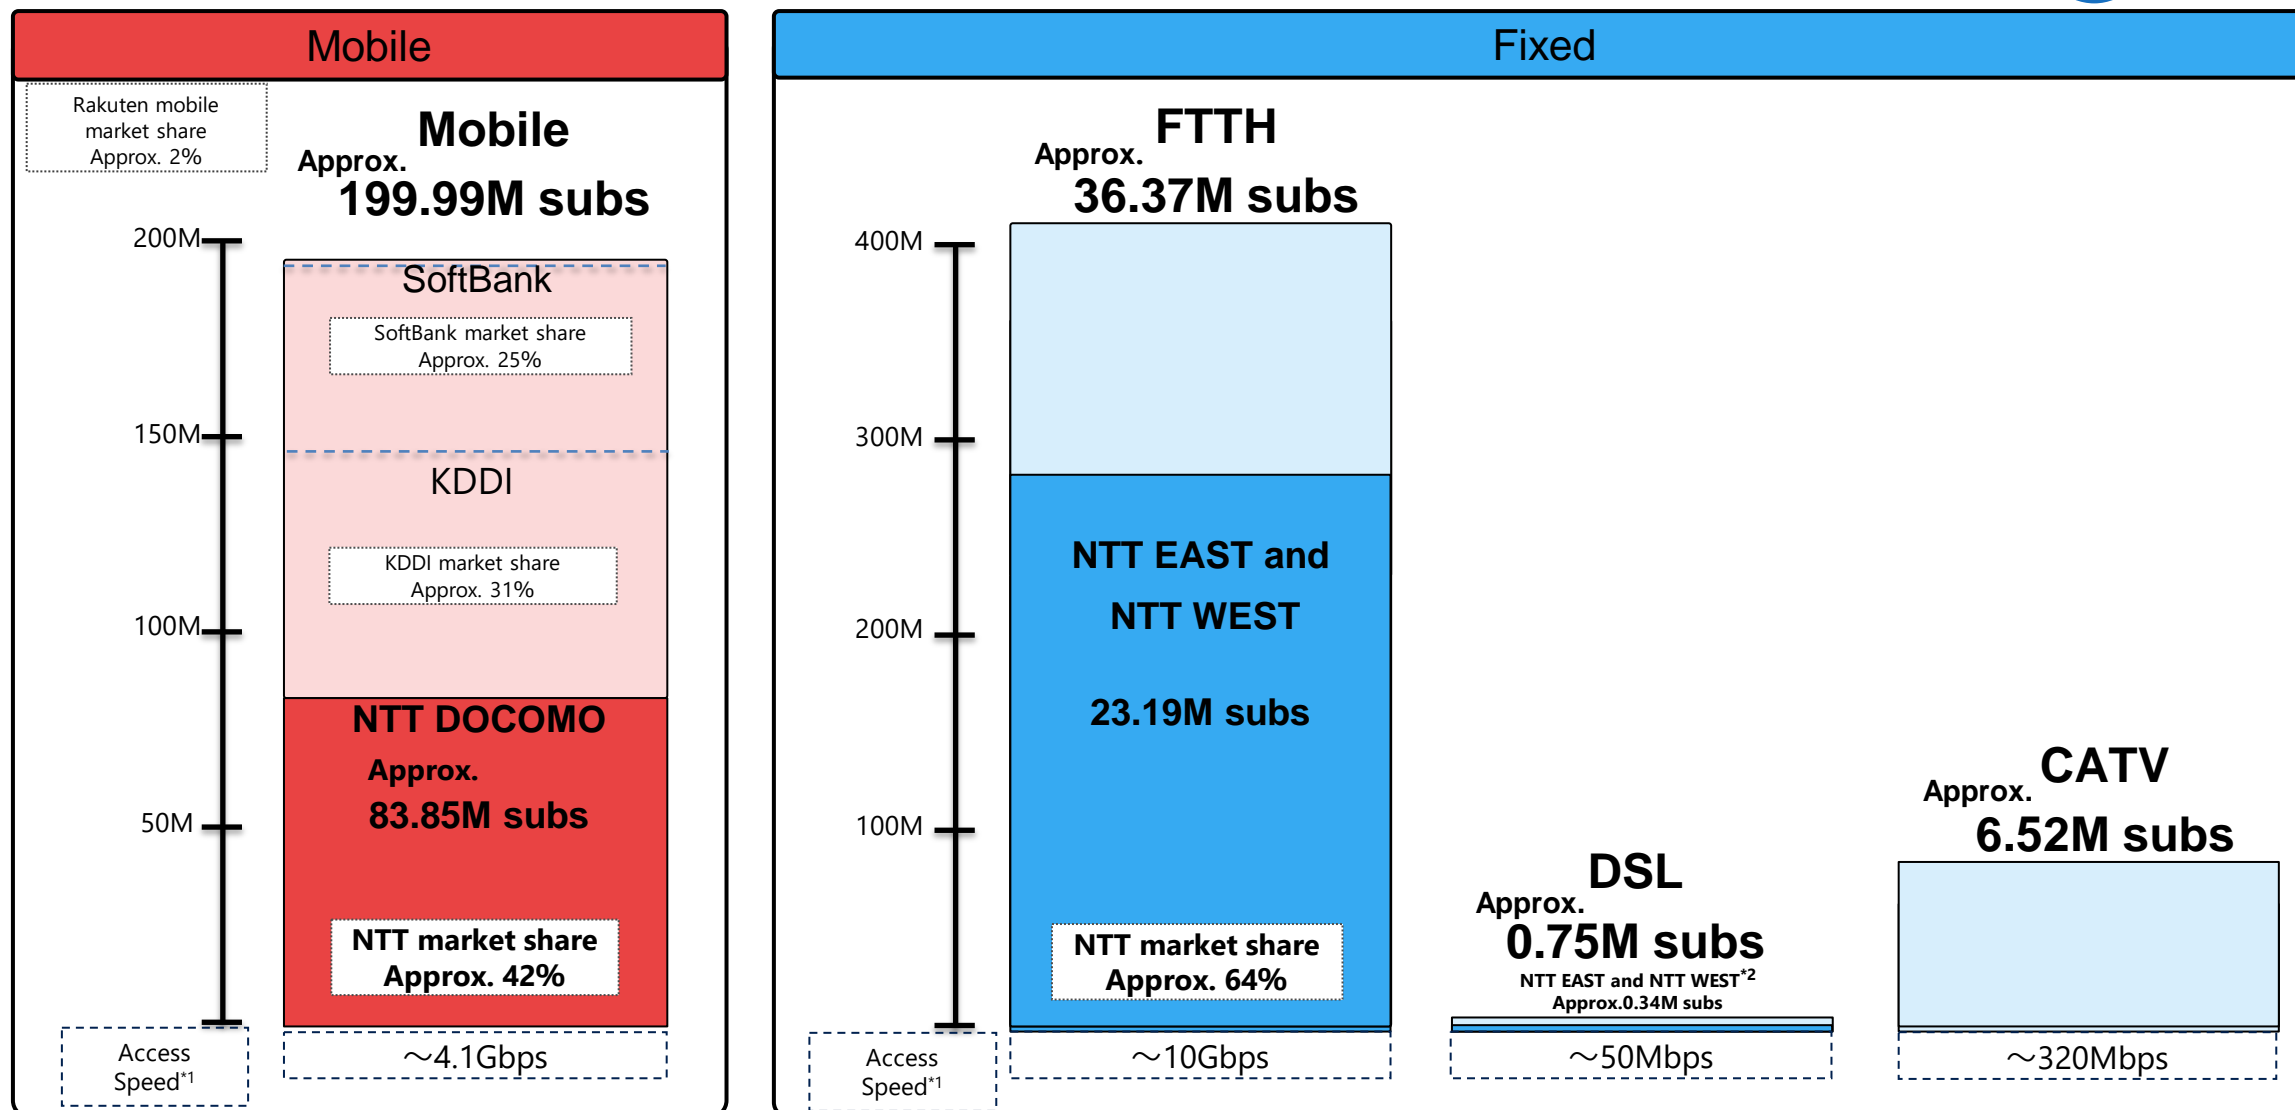 Mobile
Rakuten mobile
market share
Approx. 2%
Mobile
Approx.
199.99M subs
200M
150M
100M
50M
SoftBank
SoftBank market share
Approx. 25%
KDDI
KDDI market share
Approx. 31%
NTT DOCOMO
Approx.
83.85M subs
NTT market share
Approx. 42%
Access
Speed*1
～4.1Gbps
Fixed
FTTH
Approx.
36.37M subs
400M
300M
200M
100M
NTT EAST and
NTT WEST
23.19M subs
NTT market share
Approx. 64%
Access
Speed*1
～10Gbps
DSL
Approx.
0.75M subs
NTT EAST and NTT WEST*2
Approx.0.34M subs
～50Mbps
CATV
Approx.
6.52M subs
～320Mbps